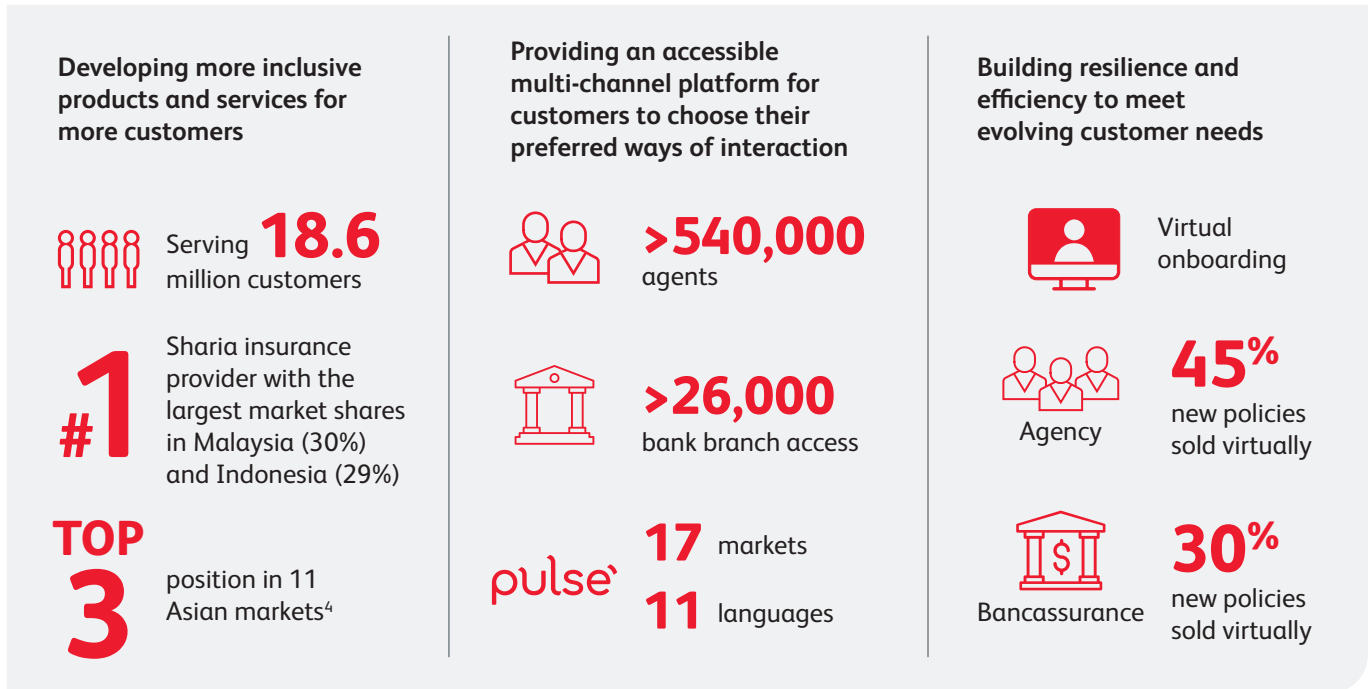 Developing more inclusive
products and services for
more customers
Serving 18.6
million customers
#1
Sharia insurance
provider with the
largest market shares
in Malaysia (30%)
and Indonesia (29%)
TOP
3
position in 11
Asian markets⁴
Providing an accessible
multi-channel platform for
customers to choose their
preferred ways of interaction
>540,000
agents
>26,000
bank branch access
pulse
17 markets
11 languages
Building resilience and
efficiency to meet
evolving customer needs
Virtual
onboarding
Agency
45%
new policies
sold virtually
$
Bancassurance
30%
new policies
sold virtually